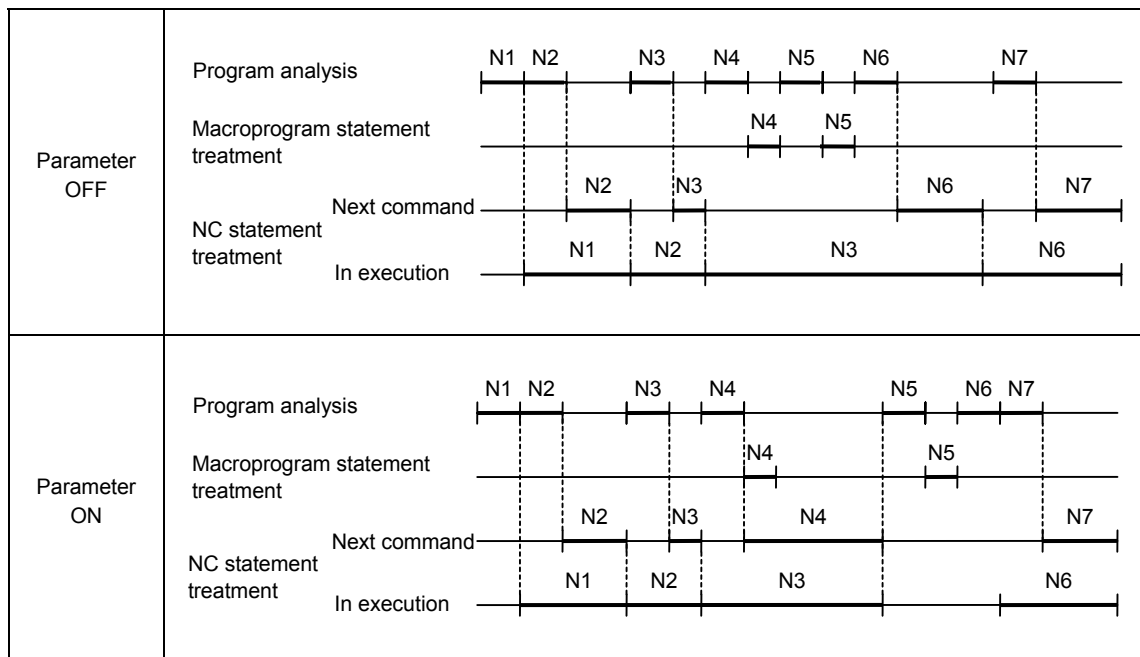 Parameter
OFF
Program analysis
N1 N2 N3 N4 N5 N6 N7
Macroprogram statement
treatment
N4 N5
NC statement
treatment
Next command
N2 N3 N6 N7
In execution
N1 N2 N3 N6
Parameter
ON
Program analysis
N1 N2 N3 N4 N5 N6 N7
Macroprogram statement
treatment
N4 N5
NC statement
treatment
Next command
N2 N3 N4 N7
In execution
N1 N2 N3 N6